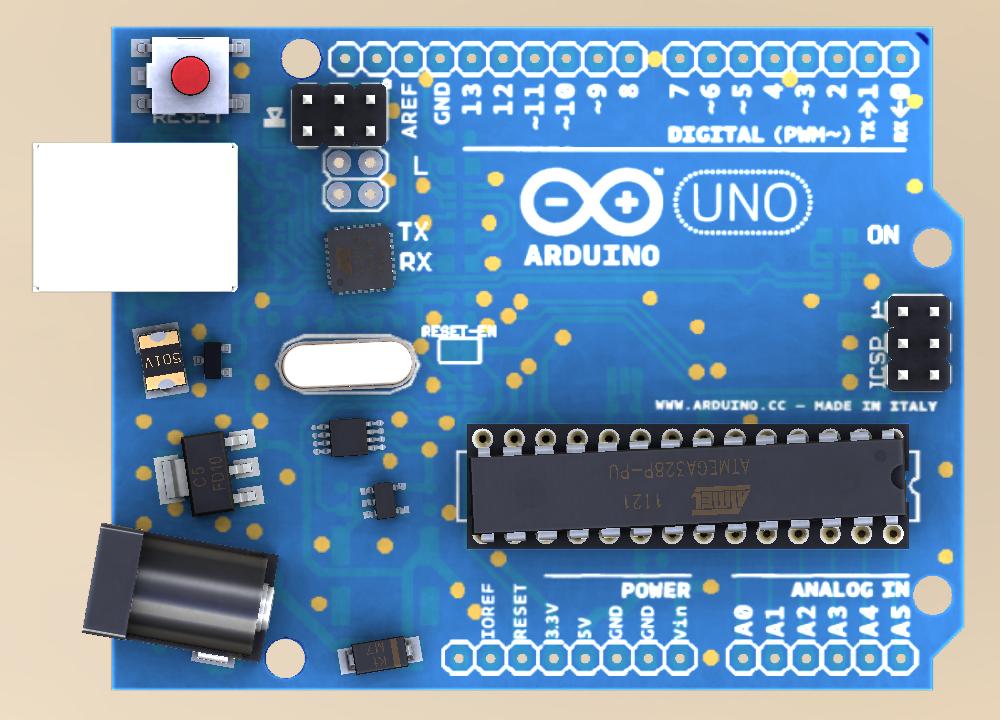 RESET
AREF
GND
13
12
~11
~10
~9
8
7
~6
~5
4
~3
2
TX→1
RX←0
DIGITAL (PWM~)
L
TX
RX
ARDUINO
UNO
ON
RESET-EN
1
ICSP
WWW.ARDUINO.CC - MADE IN ITALY
501V
C5
FD10
ATMEGA328P-PU
ATMEL
1121
POWER
ANALOG IN
IOREF
RESET
3.3V
5V
GND
GND
Vin
A0
A1
A2
A3
A4
A5
M7